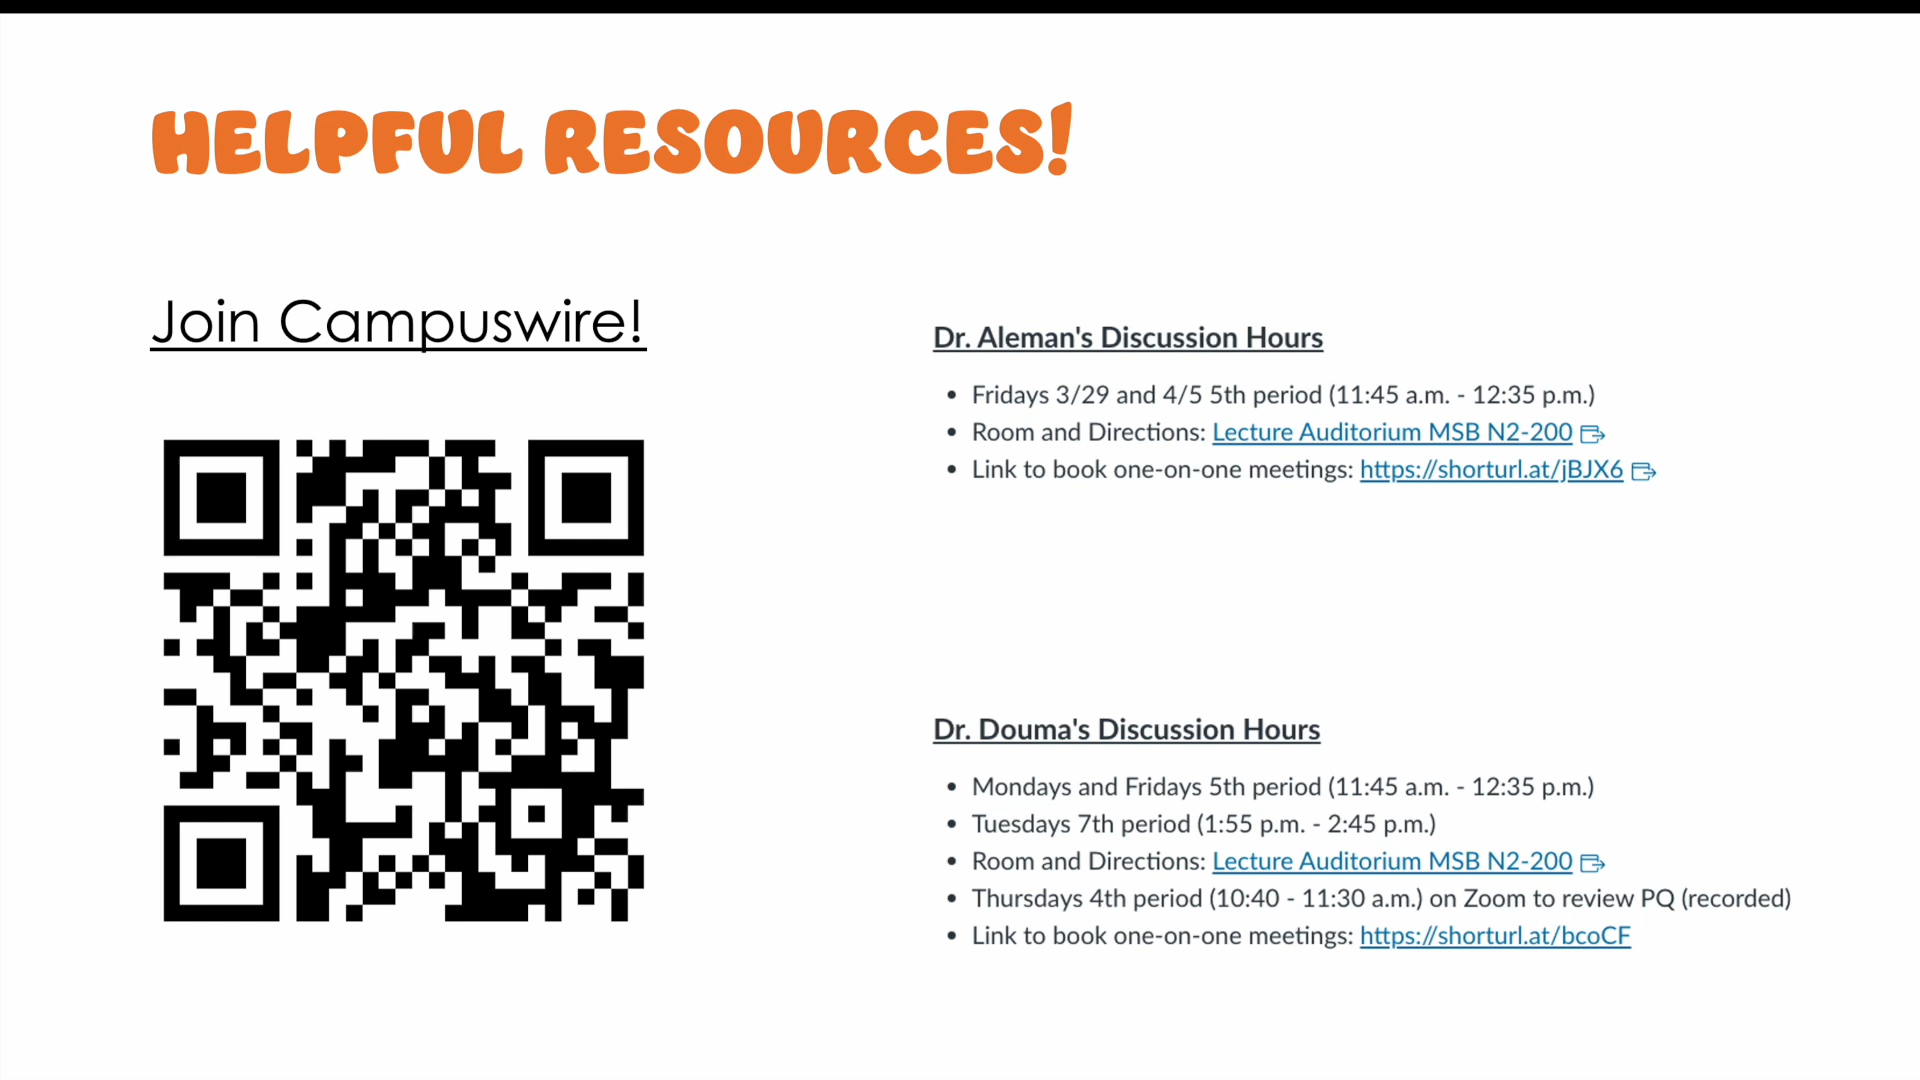 HELPFUL RESOURCES!
Join Campuswire!
Dr. Aleman's Discussion Hours
• Fridays 3/29 and 4/5 5th period (11:45 a.m. - 12:35 p.m.)
• Room and Directions: Lecture Auditorium MSB N2-200
• Link to book one-on-one meetings: https://shorturl.at/jBJX6
Dr. Douma's Discussion Hours
• Mondays and Fridays 5th period (11:45 a.m. - 12:35 p.m.)
• Tuesdays 7th period (1:55 p.m. - 2:45 p.m.)
• Room and Directions: Lecture Auditorium MSB N2-200
• Thursdays 4th period (10:40 - 11:30 a.m.) on Zoom to review PQ (recorded)
• Link to book one-on-one meetings: https://shorturl.at/bcoCF